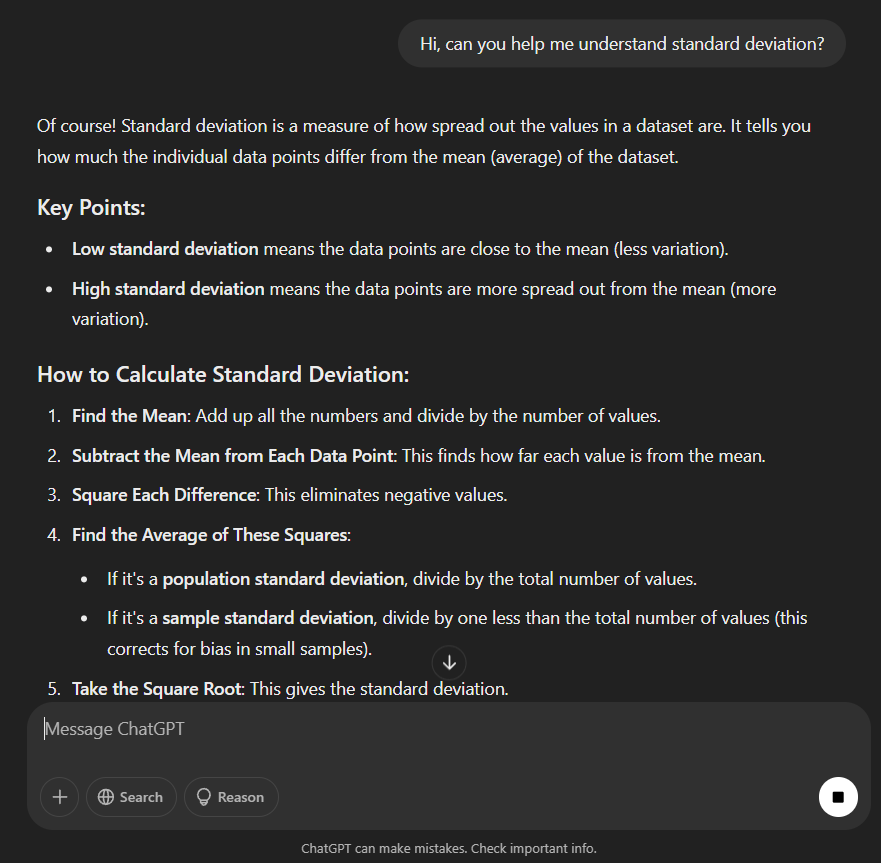 Hi, can you help me understand standard deviation?
Of course! Standard deviation is a measure of how spread out the values in a dataset are. It tells you
how much the individual data points differ from the mean (average) of the dataset.
Key Points:
• Low standard deviation means the data points are close to the mean (less variation).
• High standard deviation means the data points are more spread out from the mean (more
variation).
How to Calculate Standard Deviation:
1. Find the Mean: Add up all the numbers and divide by the number of values.
2. Subtract the Mean from Each Data Point: This finds how far each value is from the mean.
3. Square Each Difference: This eliminates negative values.
4. Find the Average of These Squares:
• If it's a population standard deviation, divide by the total number of values.
• If it's a sample standard deviation, divide by one less than the total number of values (this
corrects for bias in small samples).
5. Take the Square Root: This gives the standard deviation.
Message ChatGPT
Search
Reason
ChatGPT can make mistakes. Check important info.